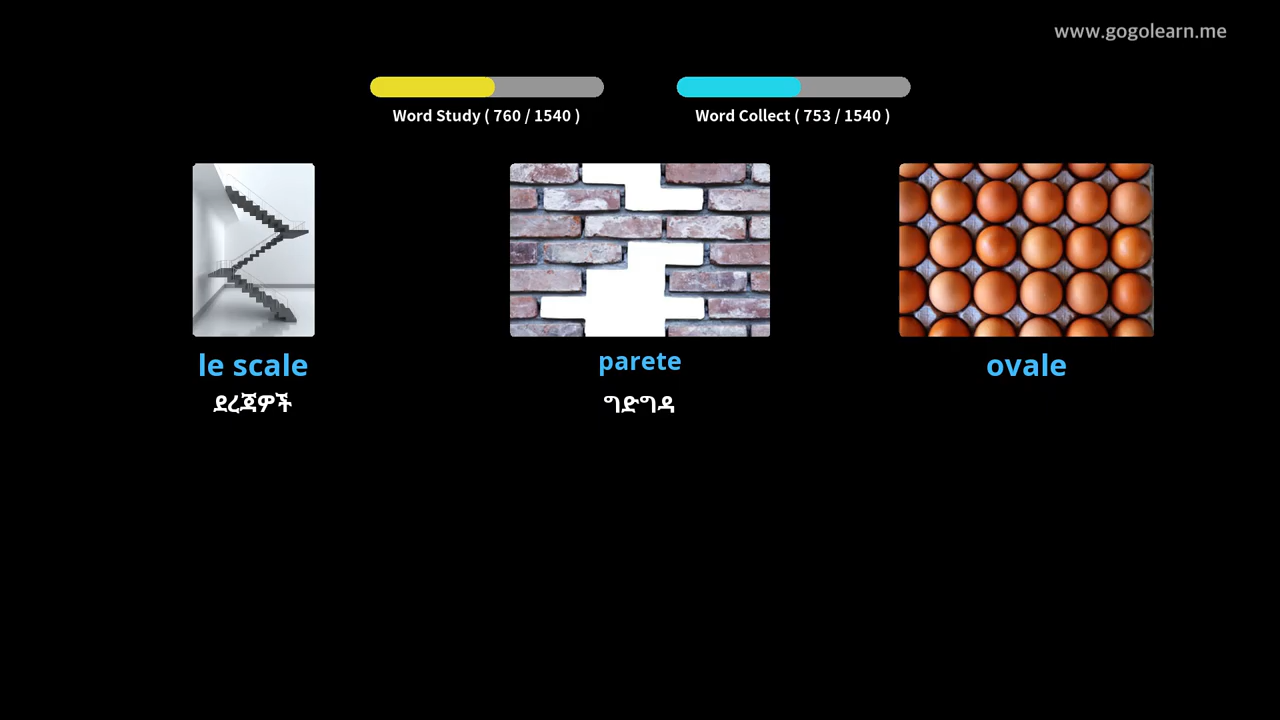 www.gogolearn.me
Word Study ( 760 / 1540 )
Word Collect ( 753 / 1540 )
le scale
parete
ovale
ደረጃዎች
ግድግዳ